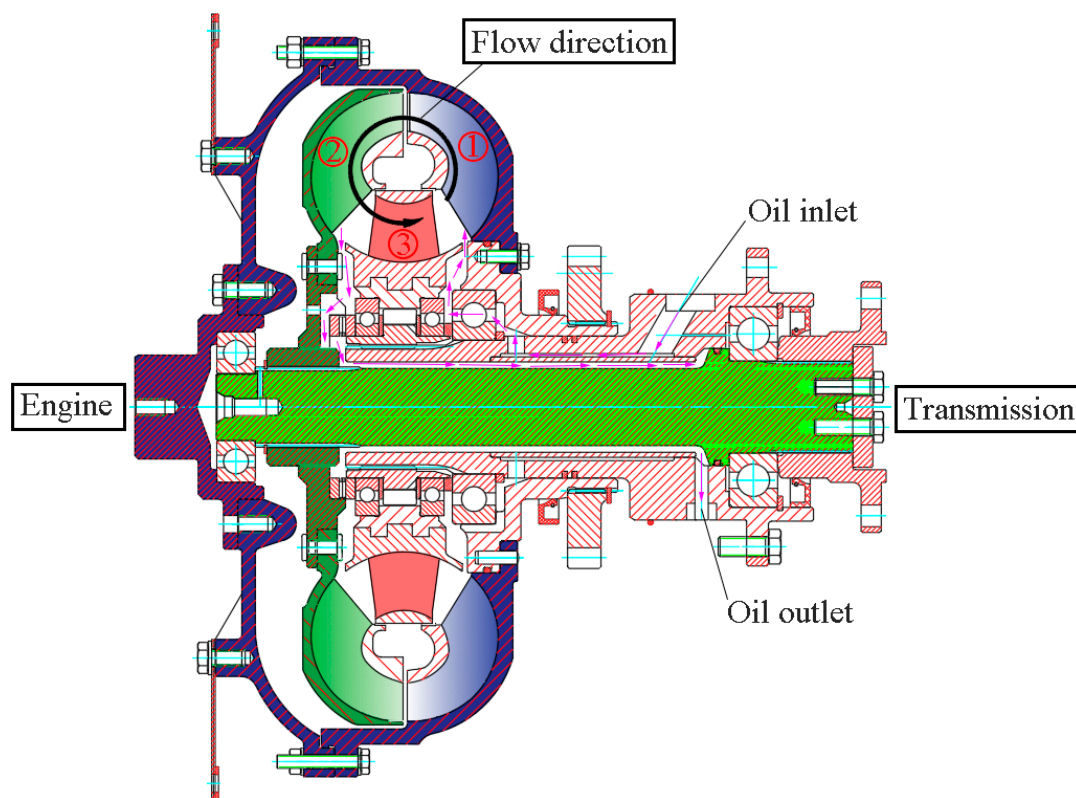 Flow direction
①
②
③
Oil inlet
Engine
Transmission
Oil outlet